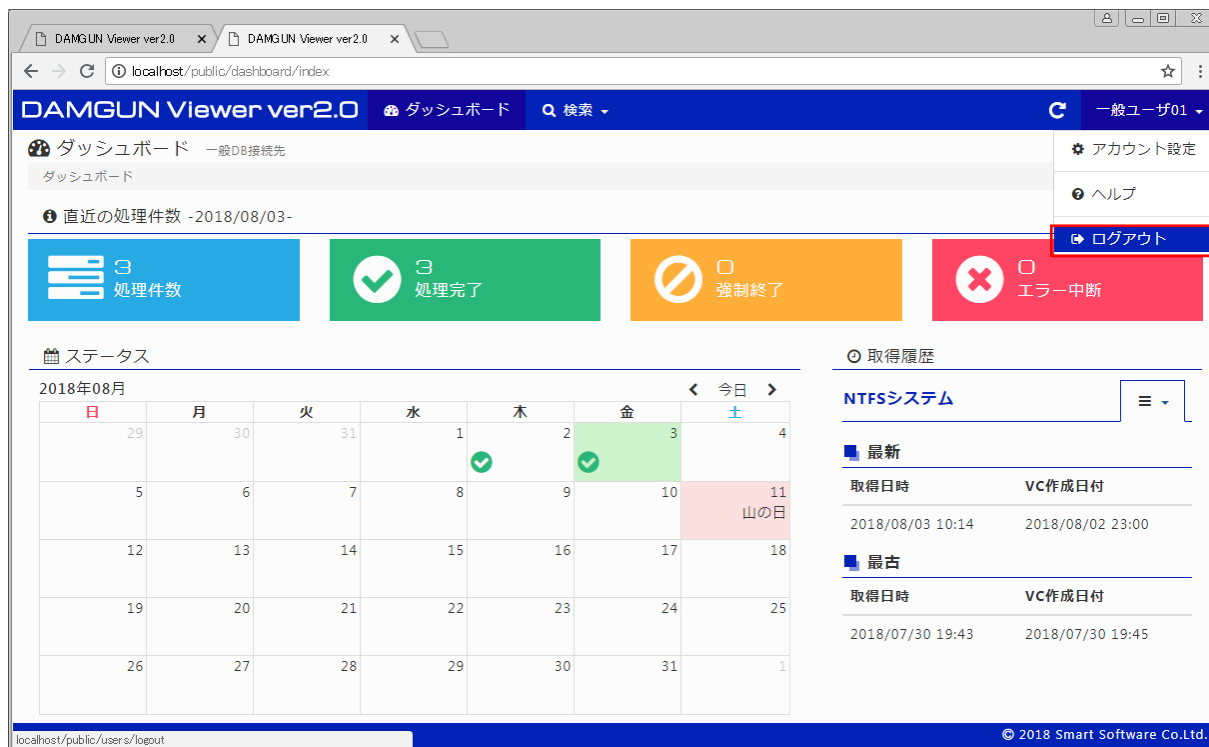 DAMGUN Viewer ver2.0
DAMGUN Viewer ver2.0
localhost/public/dashboard/index
DAMGUN Viewer ver2.0 ダッシュボード 検索 一般ユーザ01
ダッシュボード 一般DB接続先
アカウント設定
ダッシュボード
ヘルプ
直近の処理件数 -2018/08/03-
ログアウト
3
処理件数
3
処理完了
0
強制終了
0
エラー中断
ステータス
2018年08月 今日
日 月 火 水 木 金 土
29 30 31 1 2 3 4
5 6 7 8 9 10 11
山の日
12 13 14 15 16 17 18
19 20 21 22 23 24 25
26 27 28 29 30 31 1
取得履歴
NTFSシステム
最新
取得日時 VC作成日付
2018/08/03 10:14 2018/08/02 23:00
最古
取得日時 VC作成日付
2018/07/30 19:43 2018/07/30 19:45
© 2018 Smart Software Co.Ltd.
localhost/public/users/logout